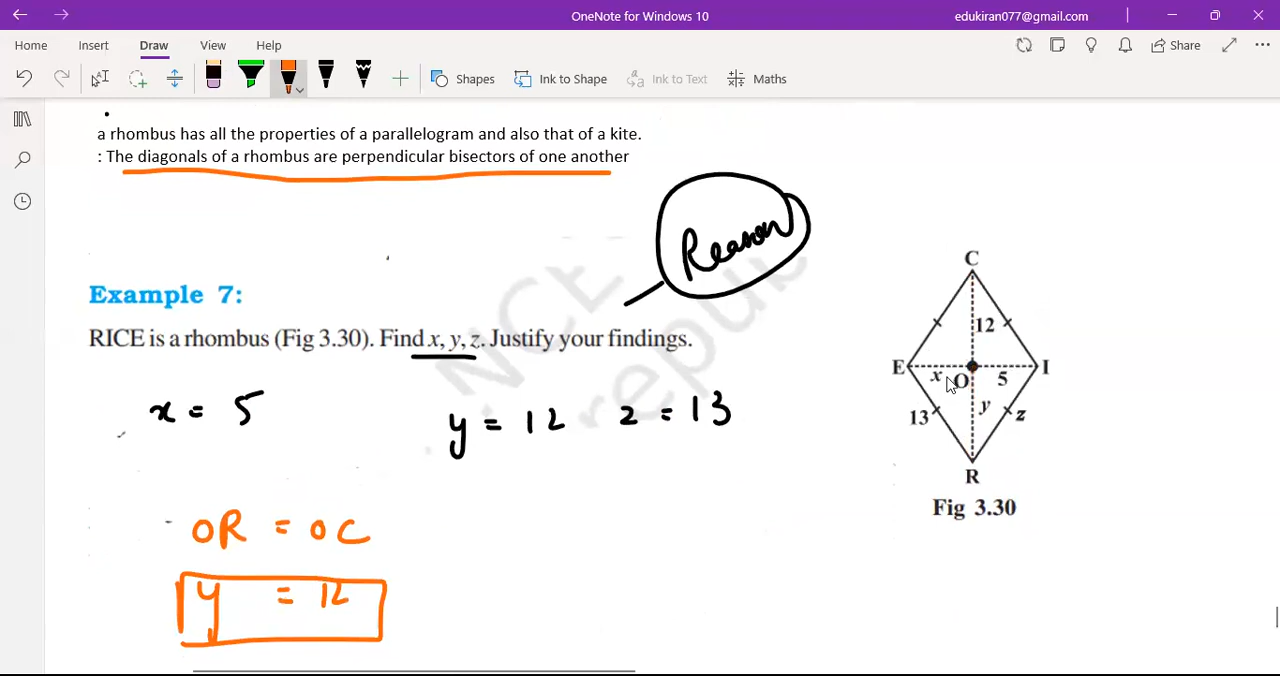 OneNote for Windows 10
edukiran077@gmail.com
Home Insert Draw View Help
Share
Shapes Ink to Shape Ink to Text Maths
a rhombus has all the properties of a parallelogram and also that of a kite.
: The diagonals of a rhombus are perpendicular bisectors of one another
Reason
Example 7:
RICE is a rhombus (Fig 3.30). Find x, y, z. Justify your findings.
x = 5 y = 12 z = 13
OR = OC
y = 12
C
12
E I
x O 5
13 y z
R
Fig 3.30
NCE
republ